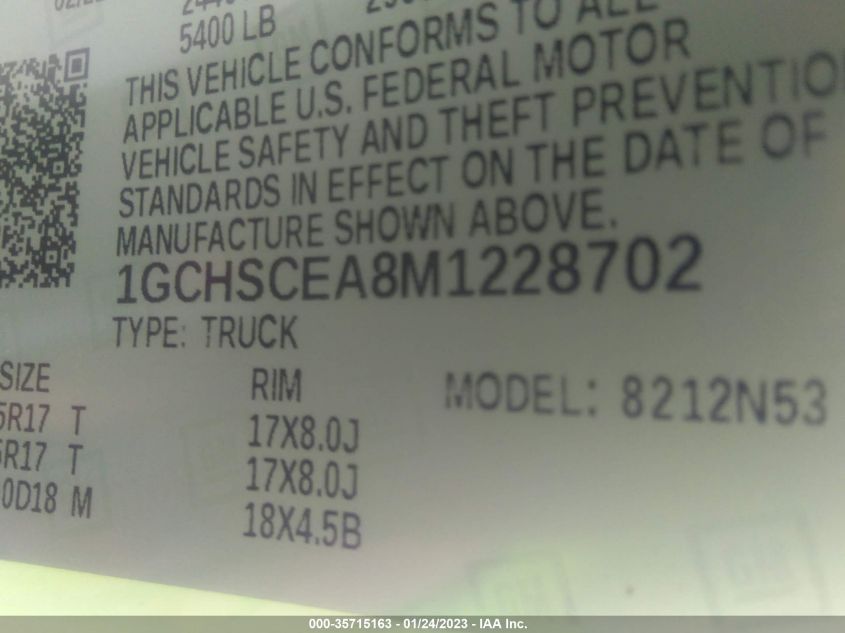 5400 LB
THIS VEHICLE CONFORMS TO ALL
APPLICABLE U.S. FEDERAL MOTOR
VEHICLE SAFETY AND THEFT PREVENTIO
STANDARDS IN EFFECT ON THE DATE OF
MANUFACTURE SHOWN ABOVE.
1GCHSCEA8M1228702
TYPE: TRUCK
SIZE RIM MODEL: 8212N53
5R17 T 17X8.0J
5R17 T 17X8.0J
0D18 M 18X4.5B
000-35715163 - 01/24/2023 - IAA Inc.